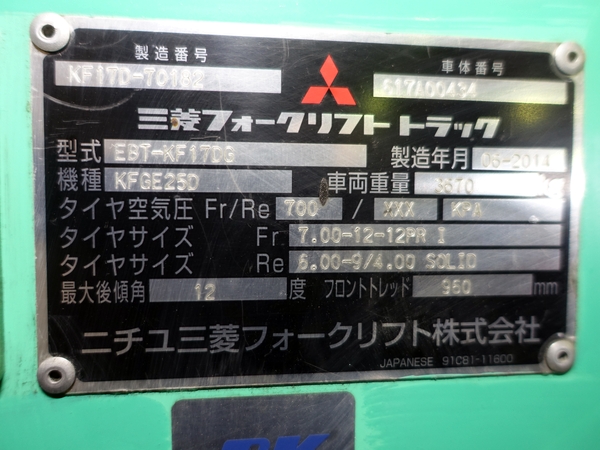 製造番号 車体番号
KF17D-70182 S17A00434
三菱フォークリフト トラック
型式 EBT-KF17DG 製造年月 06-2014
機種 KFGE25D 車両重量 3670 kg
タイヤ空気圧 Fr/Re 700 / XXX KPA
タイヤサイズ Fr 7.00-12-12PR I
タイヤサイズ Re 6.00-9/4.00 SOLID
最大後傾角 12 度 フロントトレッド 960 mm
ニチユ三菱フォークリフト株式会社
JAPANESE 91CB1-11800